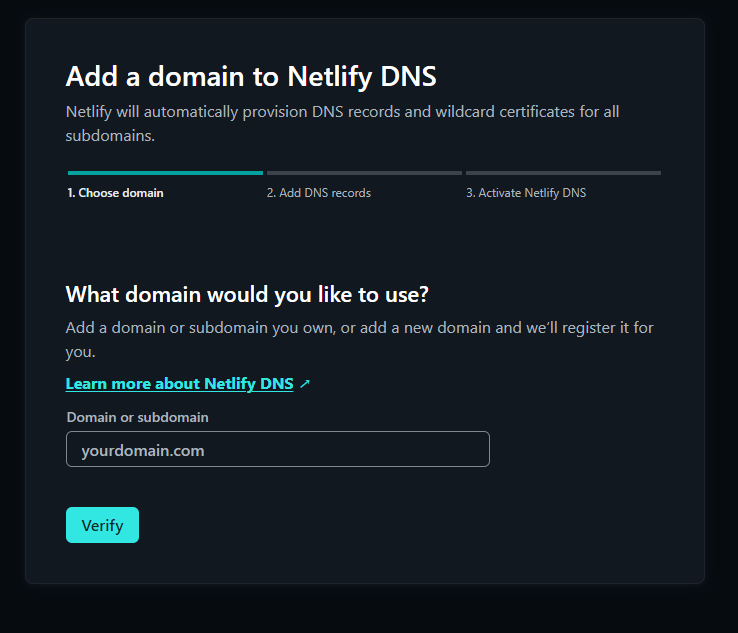 Add a domain to Netlify DNS
Netlify will automatically provision DNS records and wildcard certificates for all
subdomains.
1. Choose domain
2. Add DNS records
3. Activate Netlify DNS
What domain would you like to use?
Add a domain or subdomain you own, or add a new domain and we’ll register it for
you.
Learn more about Netlify DNS ↗
Domain or subdomain
yourdomain.com
Verify